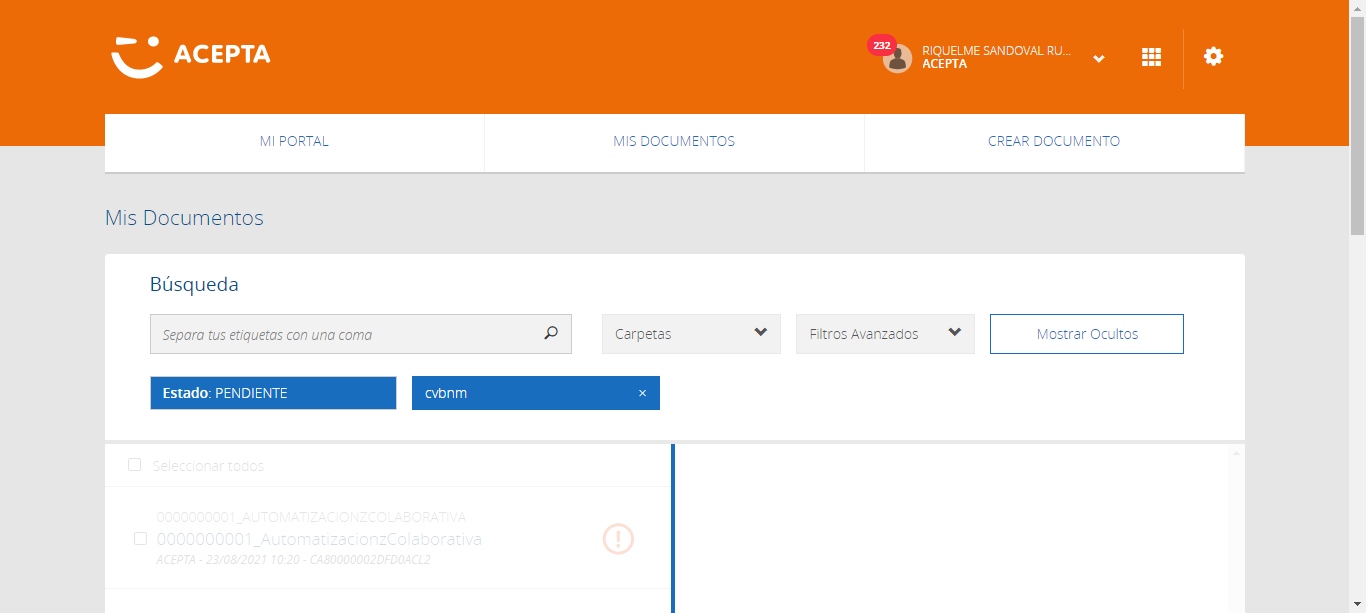 ACEPTA
232
RIQUELME SANDOVAL RU...
ACEPTA
MI PORTAL
MIS DOCUMENTOS
CREAR DOCUMENTO
Mis Documentos
Búsqueda
Separa tus etiquetas con una coma
Carpetas
Filtros Avanzados
Mostrar Ocultos
Estado: PENDIENTE
cvbnm ×
Seleccionar todos
0000000001_AUTOMATIZACIONZCOLABORATIVA
0000000001_AutomatizacionzColaborativa
ACEPTA - 23/08/2021 10:20 - CA80000002DFD0ACL2